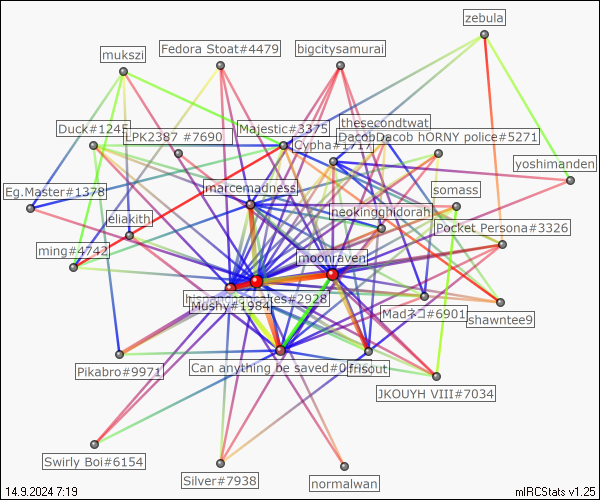 zebula
mukszi
Fedora Stoat#4479
bigcitysamurai
thesecondtwat
Duck#1245
LPK2387 #7690
Majestic#3375
DacobDacob hORNY police#5271
Cypha#1717
yoshimanden
Eg.Master#1378
marcemadness
somass
eliakith
neokingghidorah
Pocket Persona#3326
ming#4742
moonraven
#2928
Mushy#1984
Madネコ#6901
shawntee9
Pikabro#9971
Can anything be saved#0
frisout
JKOUYH VIII#7034
Swirly Boi#6154
Silver#7938
normalwan
14.9.2024 7:19
mIRCStats v1.25